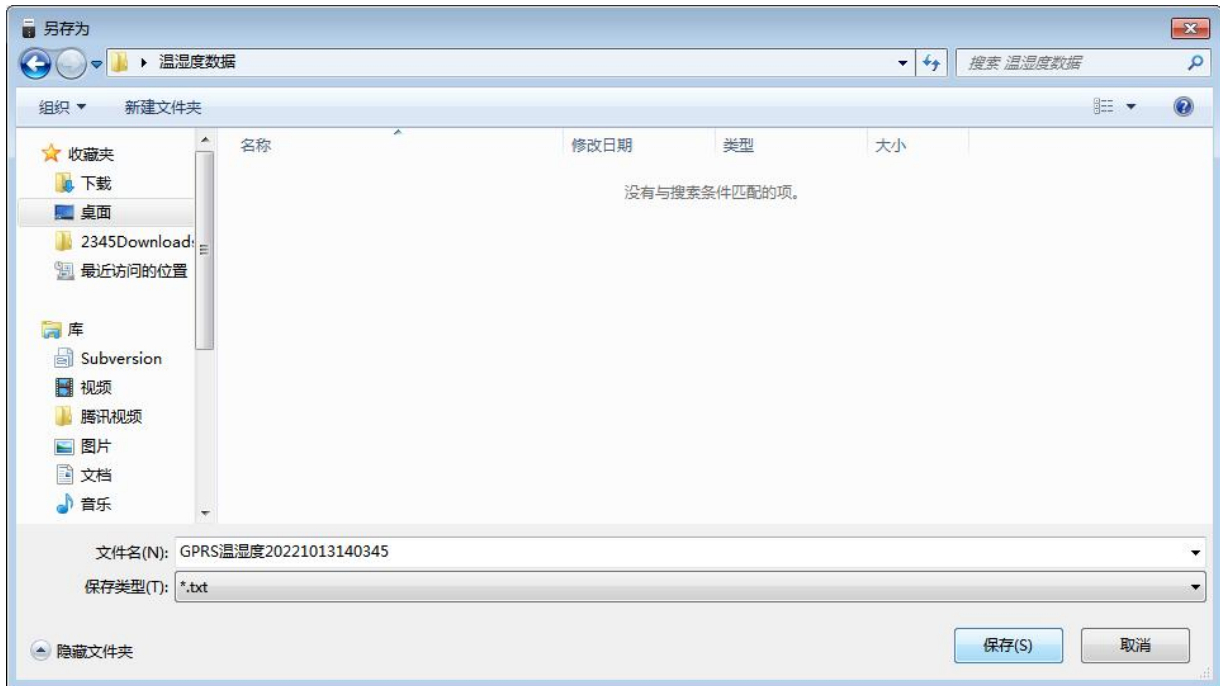 另存为
温湿度数据
搜索 温湿度数据
组织
新建文件夹
名称
修改日期
类型
大小
没有与搜索条件匹配的项。
收藏夹
下载
桌面
2345Downloads
最近访问的位置
库
Subversion
视频
腾讯视频
图片
文档
音乐
文件名(N): GPRS温湿度20221013140345
保存类型(T): *.txt
隐藏文件夹
保存(S)
取消